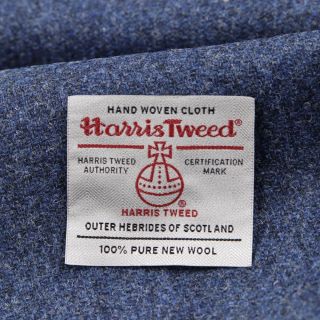 HAND WOVEN CLOTH
Harris Tweed®
HARRIS TWEED CERTIFICATION
AUTHORITY MARK
®
HARRIS TWEED
OUTER HEBRIDES OF SCOTLAND
100% PURE NEW WOOL